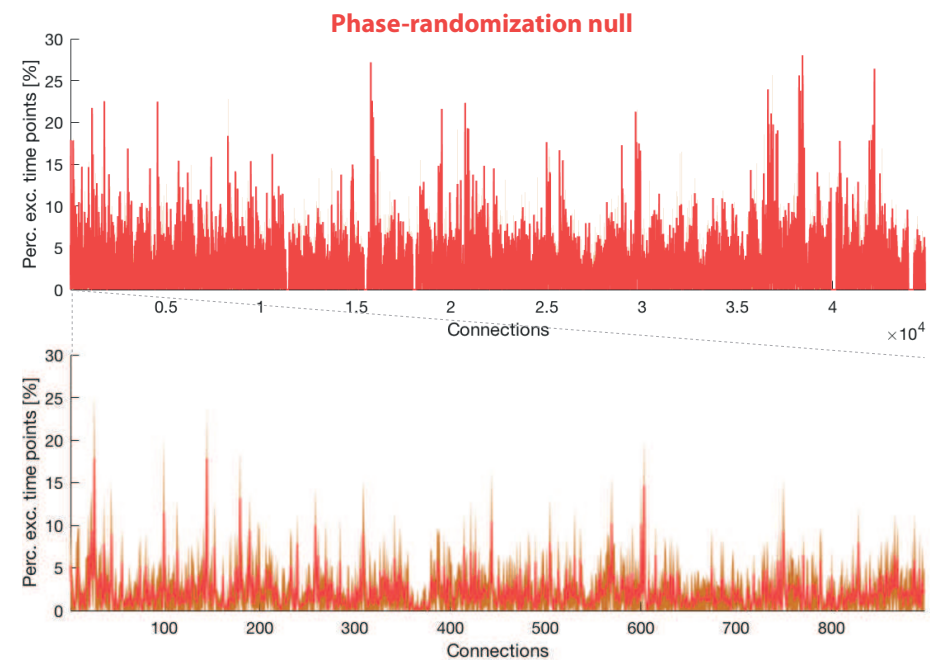 Phase-randomization null
Perc. exc. time points [%]
30
25
20
15
10
5
0
0.5 1 1.5 2 2.5 3 3.5 4
Connections
×10⁴
Perc. exc. time points [%]
30
25
20
15
10
5
0
100 200 300 400 500 600 700 800
Connections